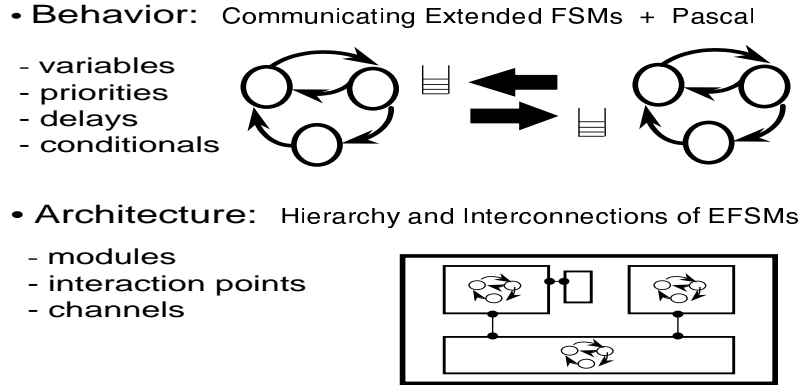 • Behavior: Communicating Extended FSMs + Pascal
- variables
- priorities
- delays
- conditionals
• Architecture: Hierarchy and Interconnections of EFSMs
- modules
- interaction points
- channels